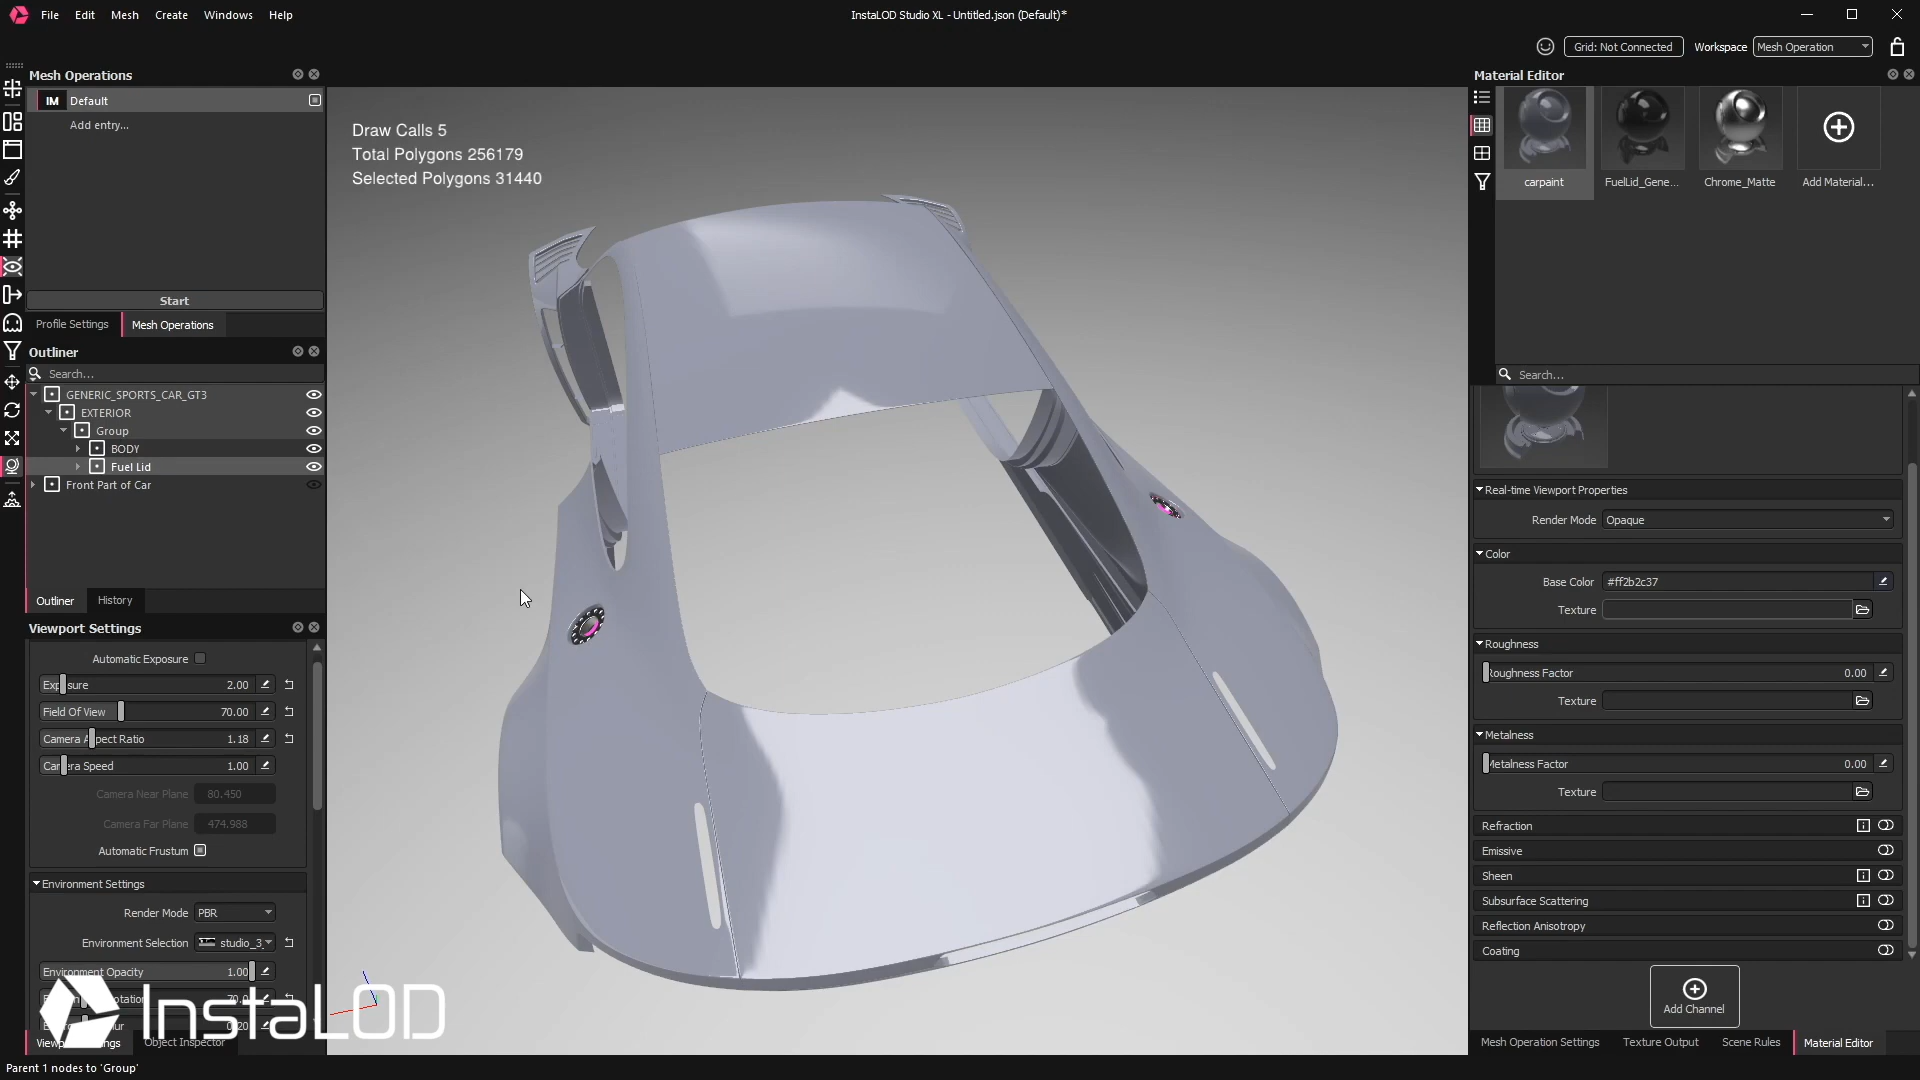 File Edit Mesh Create Windows Help
InstaLOD Studio XL - Untitled.json (Default)*
Grid: Not Connected Workspace Mesh Operation
Mesh Operations
IM Default
Add entry...
Start
Profile Settings Mesh Operations
Outliner
Search...
GENERIC_SPORTS_CAR_GT3
EXTERIOR
Group
BODY
Fuel Lid
Front Part of Car
Outliner History
Viewport Settings
Automatic Exposure
2.00
Field Of View 70.00
1.18
1.00
Camera Near Plane 80.450
Camera Far Plane 474.988
Automatic Frustum
Environment Settings
Render Mode PBR
Environment Selection studio_3_
Environment Opacity 1.00
70.0
0.20
InstaLOD
Object Inspector
Parent 1 nodes to 'Group'
Draw Calls 5
Total Polygons 256179
Selected Polygons 31440
Material Editor
carpaint FuelLid_Gene... Chrome_Matte Add Material...
Search...
Real-time Viewport Properties
Render Mode Opaque
Color
Base Color #ff2b2c37
Texture
Roughness
Roughness Factor 0.00
Texture
Metalness
Metalness Factor 0.00
Texture
Refraction
Emissive
Sheen
Subsurface Scattering
Reflection Anisotropy
Coating
Add Channel
Mesh Operation Settings Texture Output Scene Rules Material Editor